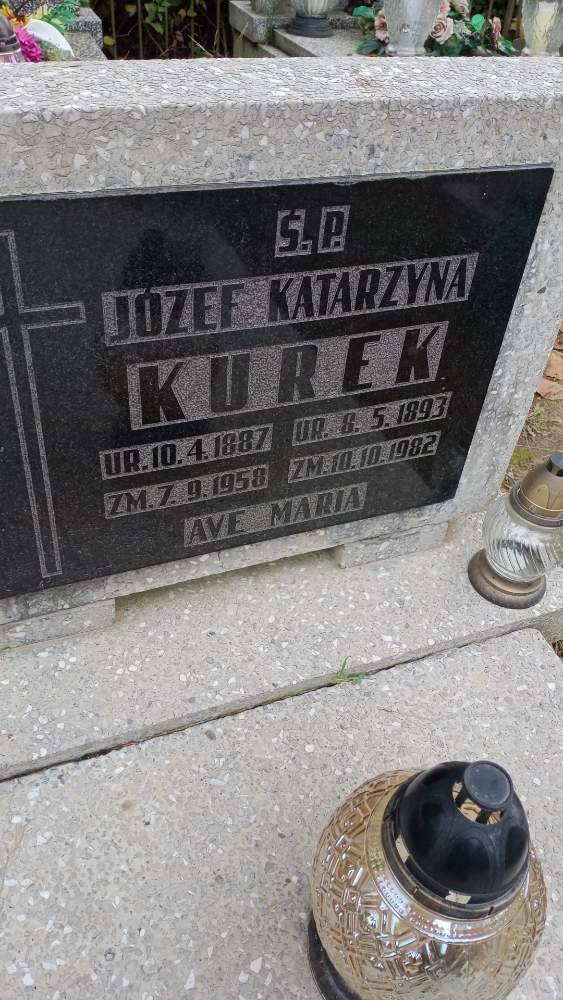 Ś.P.
JÓZEF KATARZYNA
KUREK
UR.10.4.1887 UR. 8. 5. 1893
ZM.7.9.1958 ZM.10.10.1982
AVE MARIA